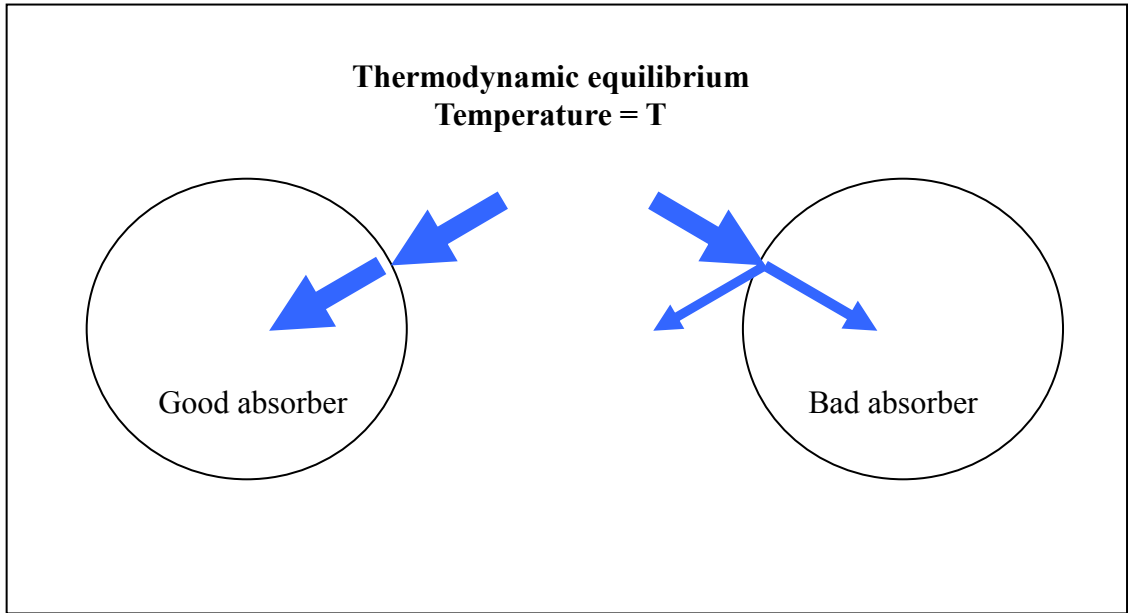 Thermodynamic equilibrium
Temperature = T
Good absorber
Bad absorber